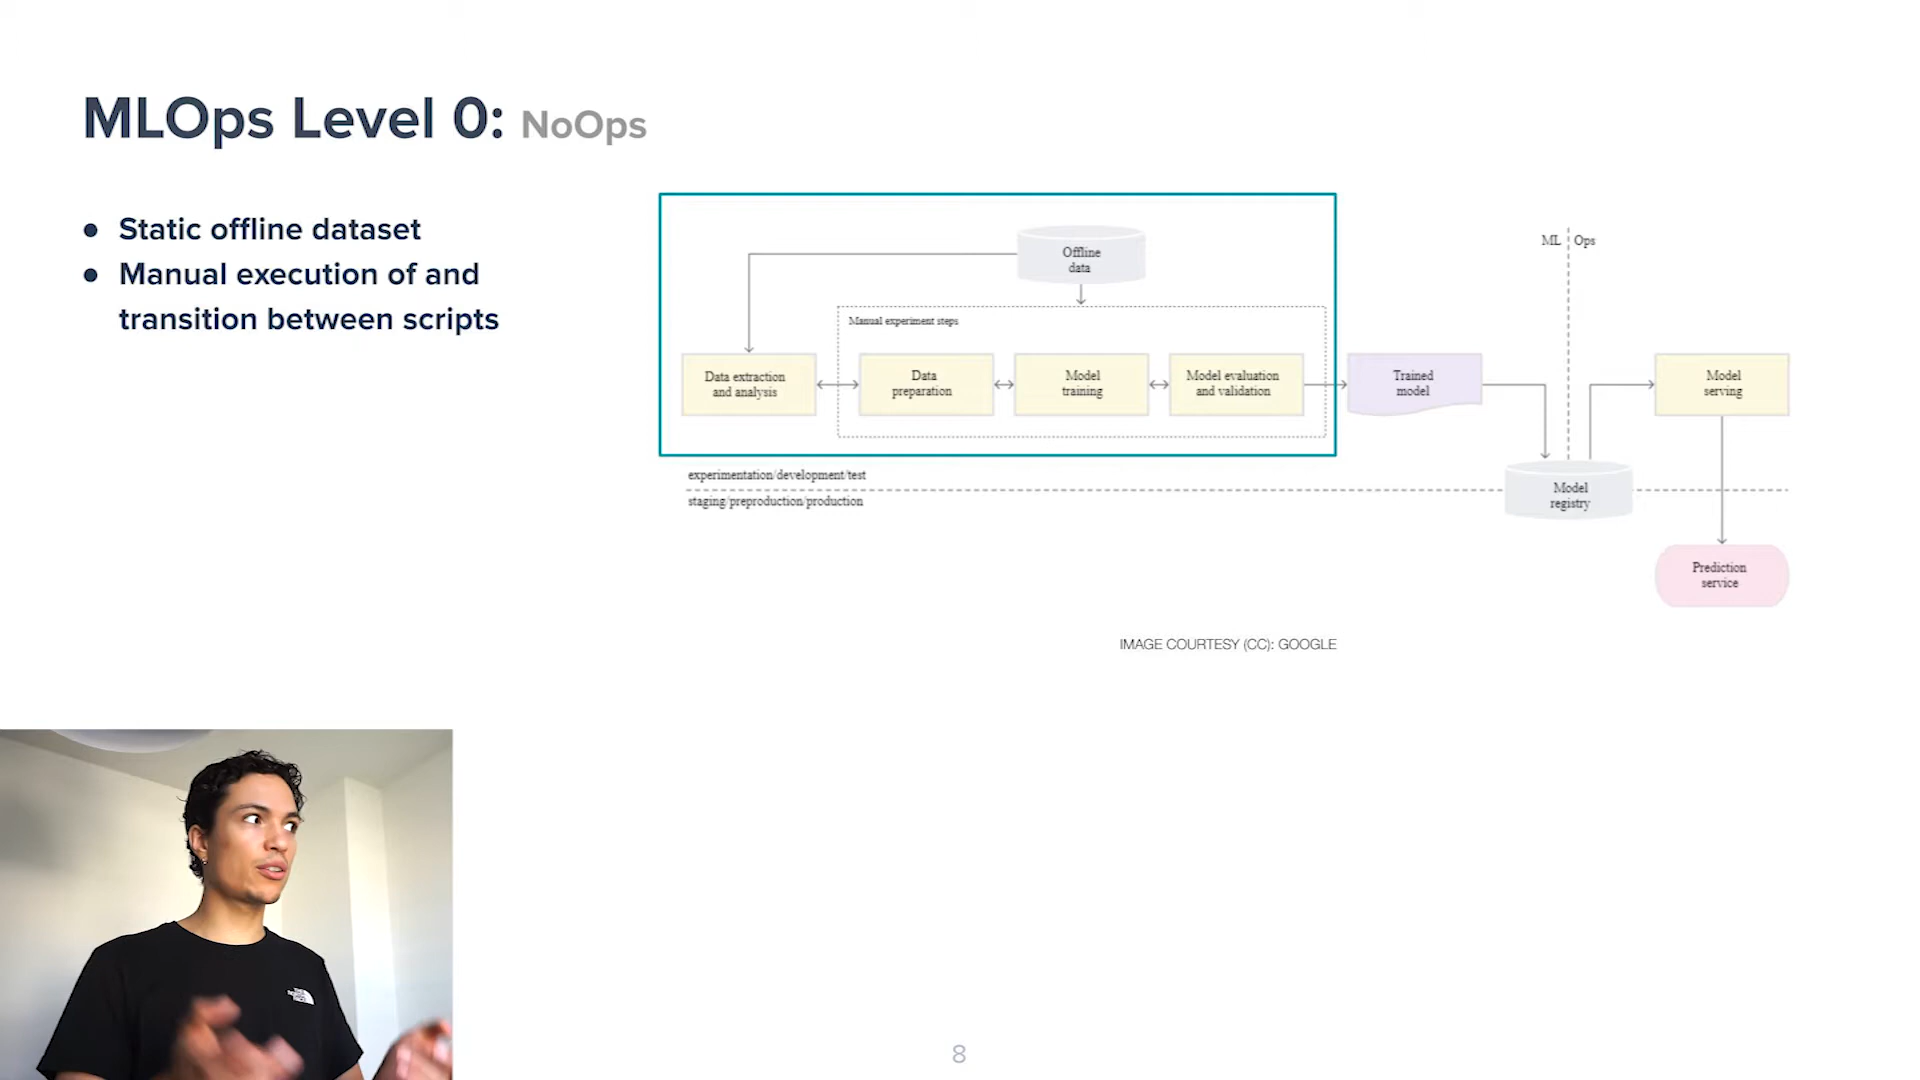 MLOps Level 0: NoOps
● Static offline dataset
● Manual execution of and
transition between scripts
Offline
data
ML
Ops
Manual experiment steps
Data extraction
and analysis
Data
preparation
Model
training
Model evaluation
and validation
Trained
model
Model
serving
experimentation/development/test
staging/preproduction/production
Model
registry
Prediction
service
IMAGE COURTESY (CC): GOOGLE
8